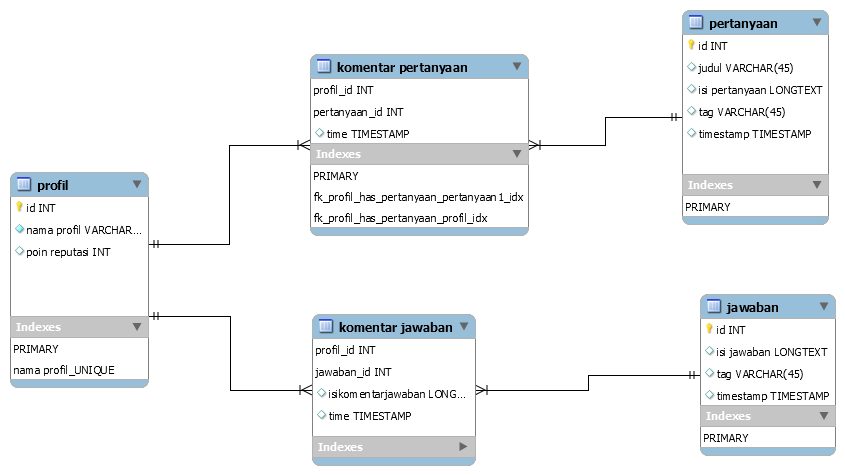 profil
id INT
nama profil VARCHAR...
poin reputasi INT
Indexes
PRIMARY
nama profil_UNIQUE
komentar pertanyaan
profil_id INT
pertanyaan_id INT
time TIMESTAMP
Indexes
PRIMARY
fk_profil_has_pertanyaan_pertanyaan1_idx
fk_profil_has_pertanyaan_profil_idx
komentar jawaban
profil_id INT
jawaban_id INT
isikomentarjawaban LONG...
time TIMESTAMP
Indexes
pertanyaan
id INT
judul VARCHAR(45)
isi pertanyaan LONGTEXT
tag VARCHAR(45)
timestamp TIMESTAMP
Indexes
PRIMARY
jawaban
id INT
isi jawaban LONGTEXT
tag VARCHAR(45)
timestamp TIMESTAMP
Indexes
PRIMARY